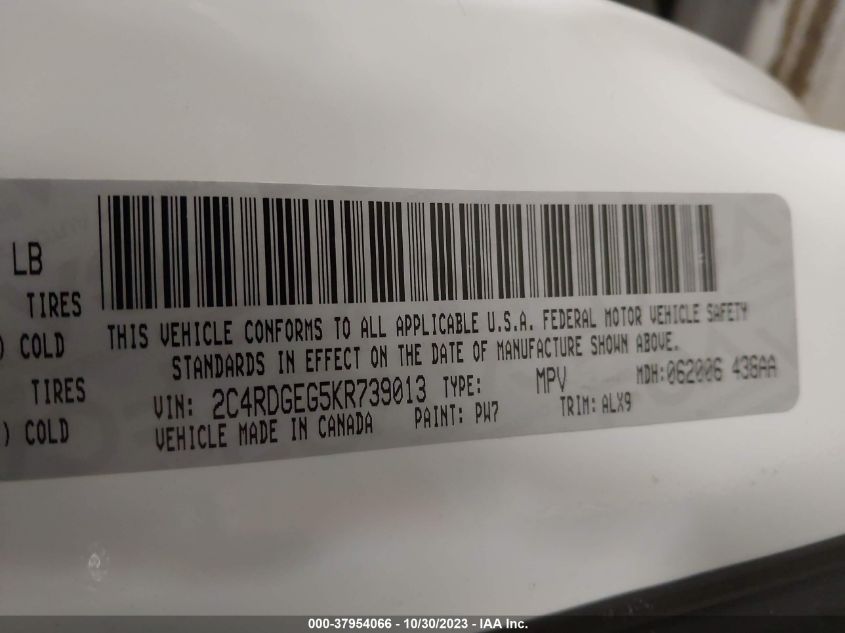 LB
TIRES
) COLD
TIRES
) COLD
THIS VEHICLE CONFORMS TO ALL APPLICABLE U.S.A. FEDERAL MOTOR VEHICLE SAFETY
STANDARDS IN EFFECT ON THE DATE OF MANUFACTURE SHOWN ABOVE.
VIN: 2C4RDGEG5KR739013 TYPE: MPV MDH: 062006 436AA
VEHICLE MADE IN CANADA PAINT: PW7 TRIM: ALX9
000-37954066 - 10/30/2023 - IAA Inc.